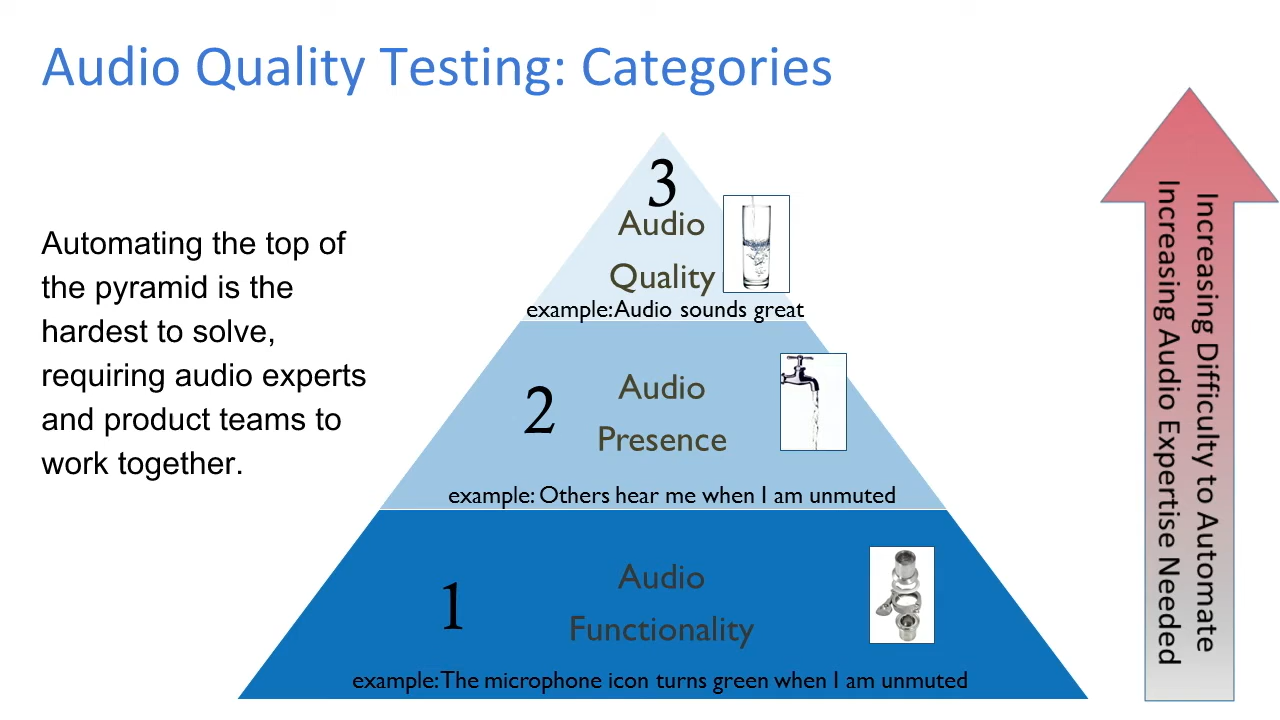 Audio Quality Testing: Categories
Automating the top of
the pyramid is the
hardest to solve,
requiring audio experts
and product teams to
work together.
3
Audio
Quality
example: Audio sounds great
2
Audio
Presence
example: Others hear me when I am unmuted
1
Audio
Functionality
example: The microphone icon turns green when I am unmuted
Increasing Difficulty to Automate
Increasing Audio Expertise Needed